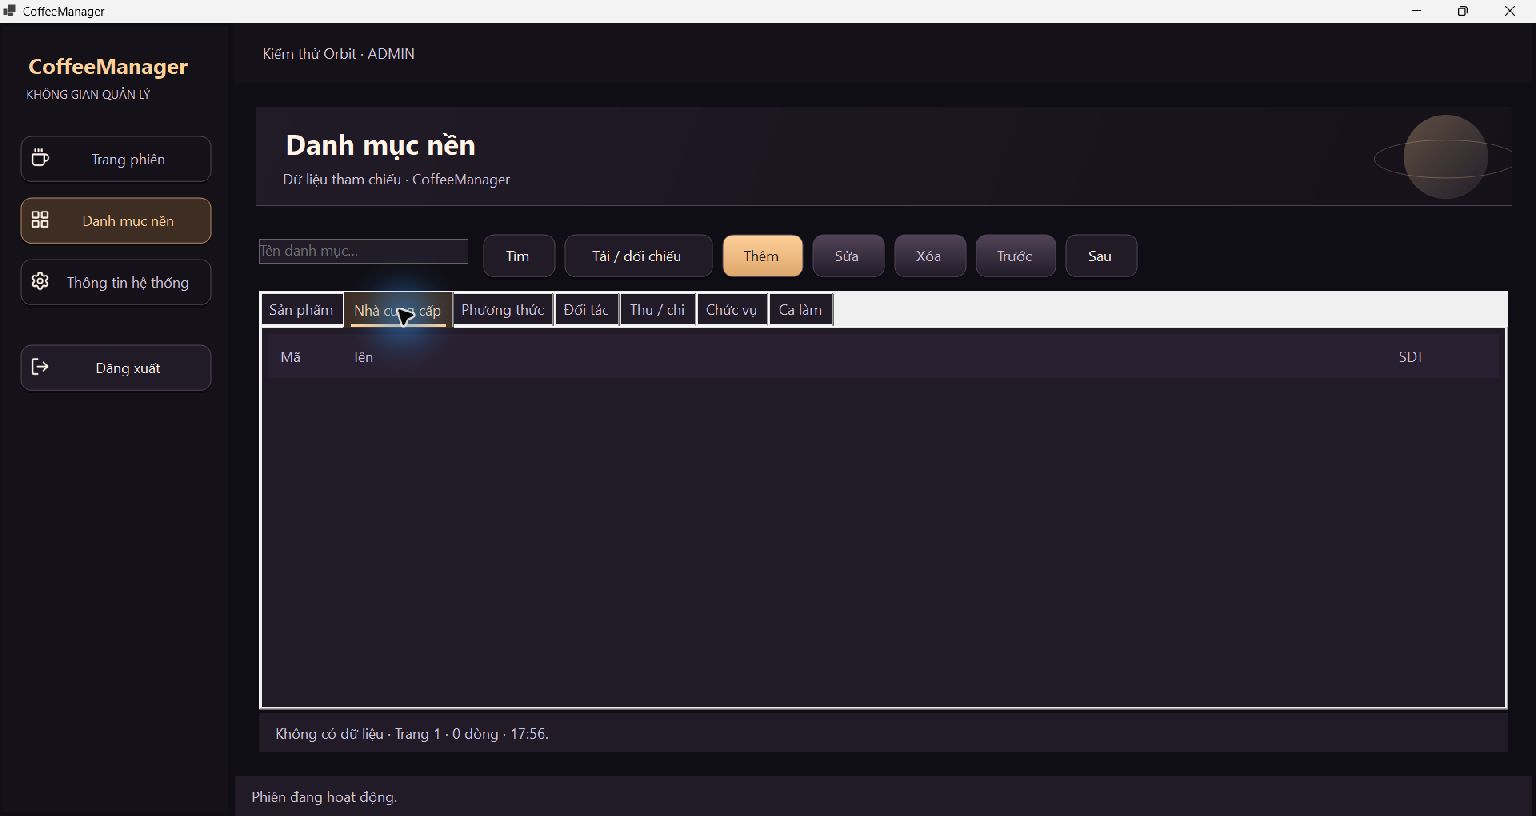 CoffeeManager
CoffeeManager
KHÔNG GIAN QUẢN LÝ
Trang phiên
Danh mục nền
Thông tin hệ thống
Đăng xuất
Kiểm thử Orbit · ADMIN
Danh mục nền
Dữ liệu tham chiếu · CoffeeManager
Tên danh mục...
Tìm
Tải / đối chiếu
Thêm
Sửa
Xóa
Trước
Sau
Sản phẩm
Nhà cung cấp
Phương thức
Đối tác
Thu / chi
Chức vụ
Ca làm
Mã
Tên
SĐT
Không có dữ liệu · Trang 1 · 0 dòng · 17:56.
Phiên đang hoạt động.